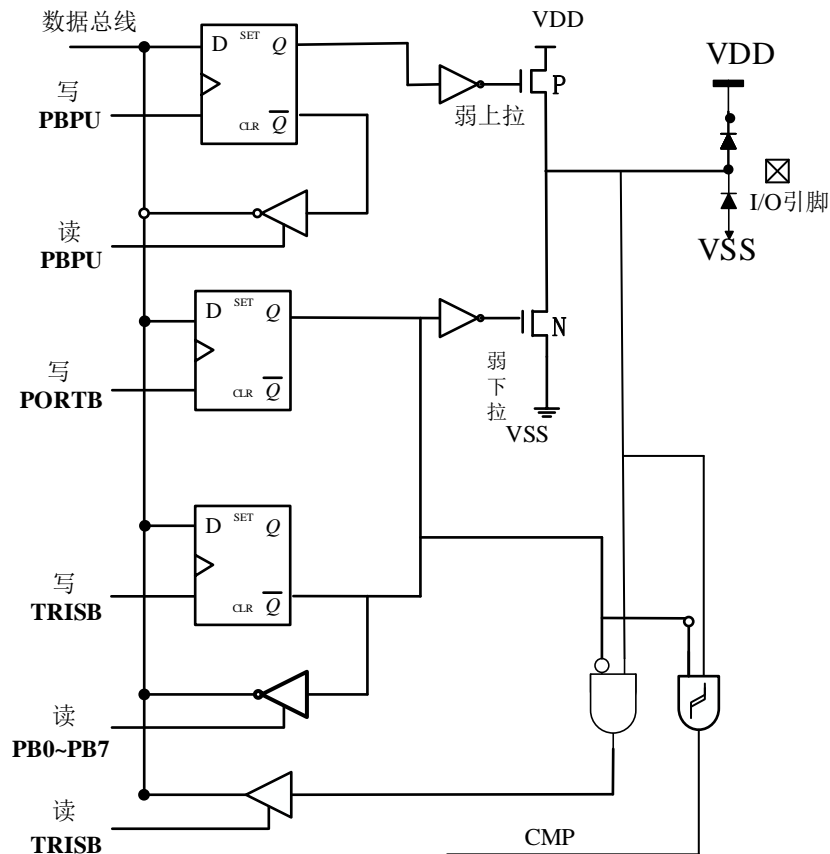 数据总线
D SET Q
CLR Q
写
PBPU
VDD
P
弱上拉
VDD
I/O引脚
VSS
读
PBPU
D SET Q
CLR Q
写
PORTB
N
弱
下
拉
VSS
D SET Q
CLR Q
写
TRISB
读
PB0~PB7
读
TRISB
CMP